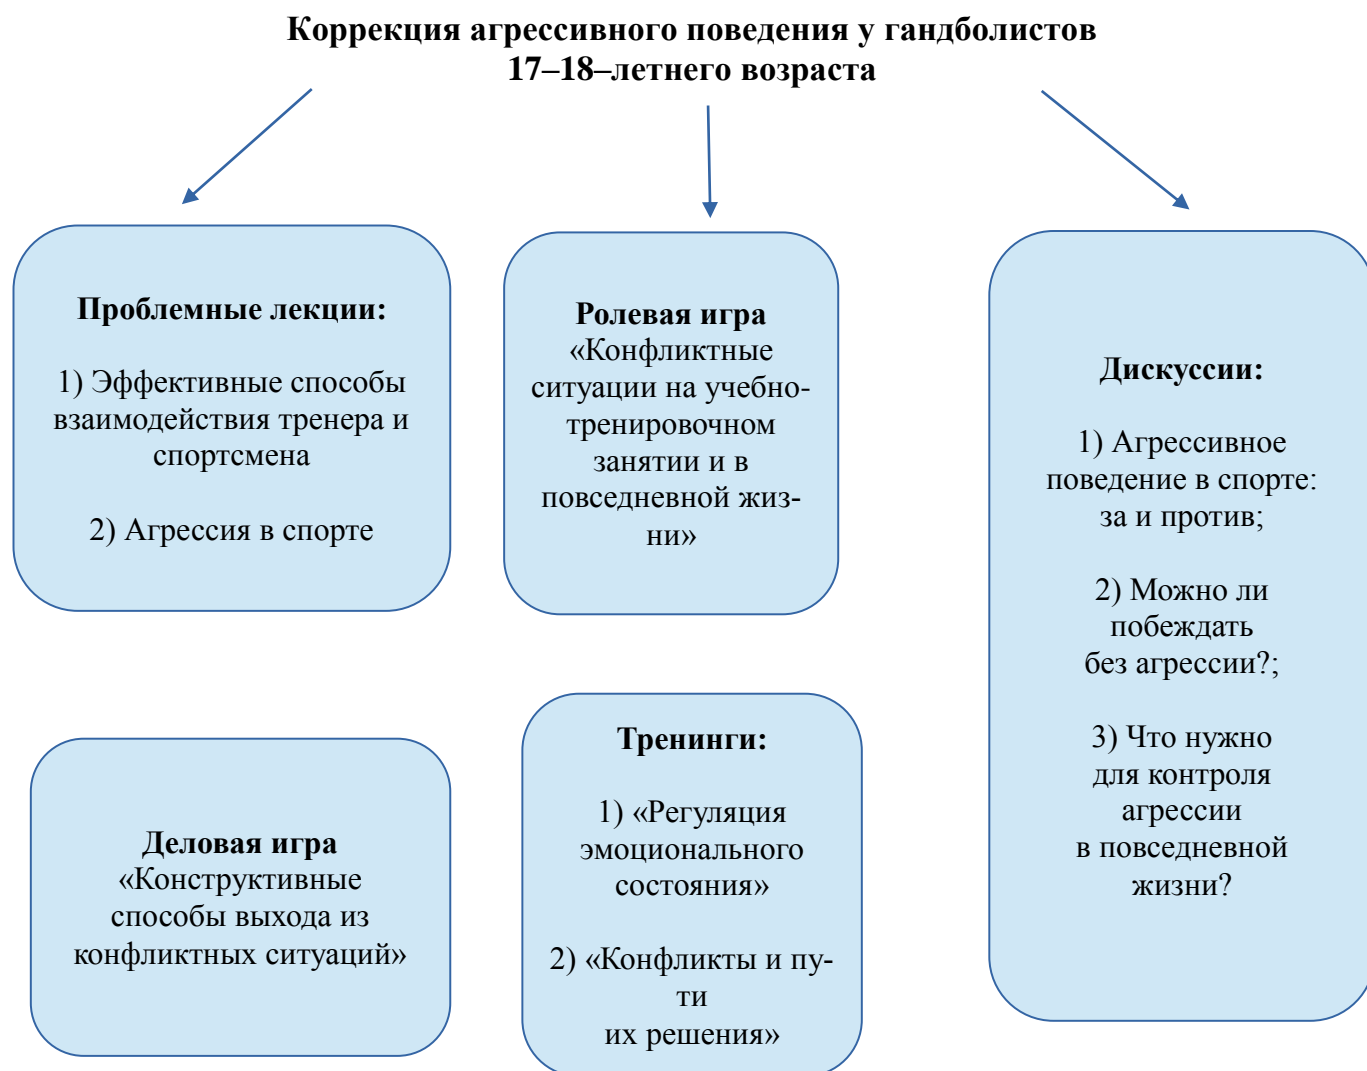 Коррекция агрессивного поведения у гандболистов
17–18–летнего возраста
Проблемные лекции:
1) Эффективные способы
взаимодействия тренера и
спортсмена
2) Агрессия в спорте
Ролевая игра
«Конфликтные
ситуации на учебно-
тренировочном
занятии и в
повседневной жиз-
ни»
Дискуссии:
1) Агрессивное
поведение в спорте:
за и против;
2) Можно ли
побеждать
без агрессии?;
3) Что нужно
для контроля
агрессии
в повседневной
жизни?
Деловая игра
«Конструктивные
способы выхода из
конфликтных ситуаций»
Тренинги:
1) «Регуляция
эмоционального
состояния»
2) «Конфликты и пу-
ти
их решения»